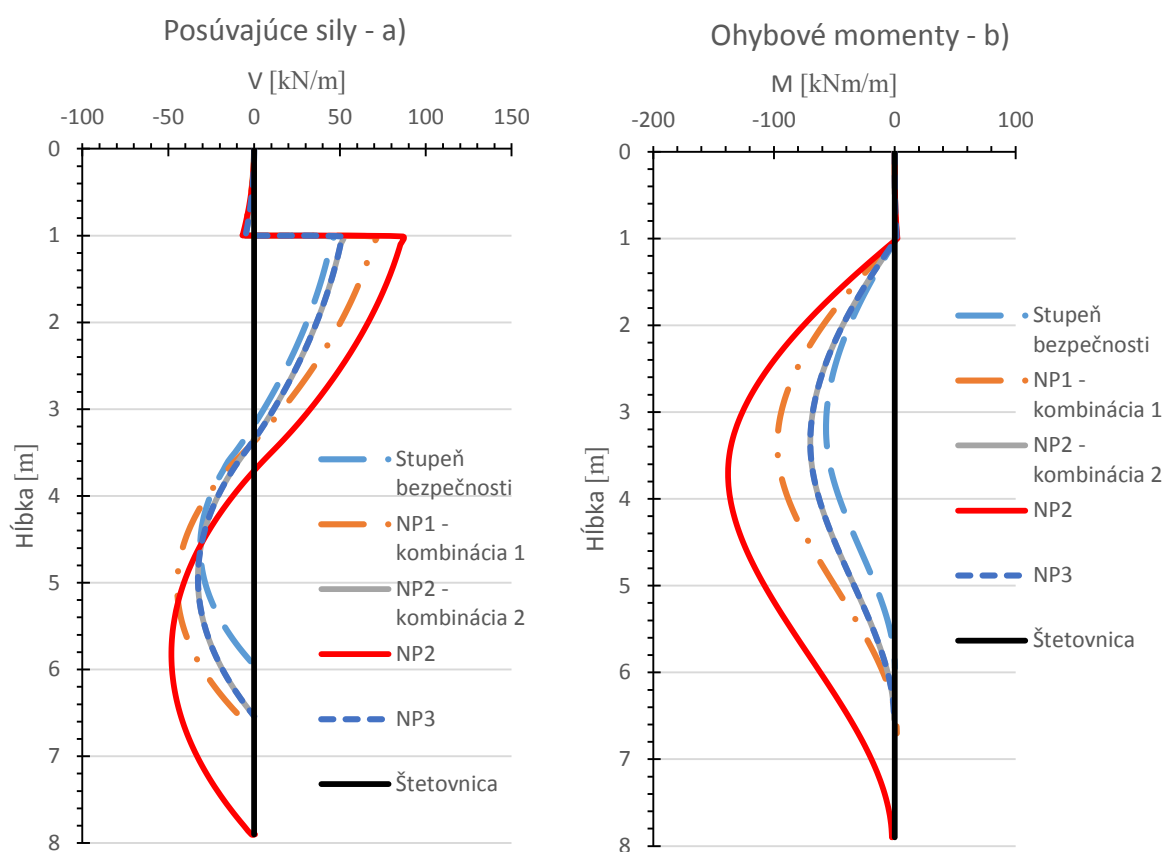 Posúvajúce sily - a)
V [kN/m]
-100 -50 0 50 100 150
0
1
2
3
4
5
6
7
8
Hĺbka [m]
Stupeň
bezpečnosti
NP1 -
kombinácia 1
NP2 -
kombinácia 2
NP2
NP3
Štetovnica
Ohybové momenty - b)
M [kNm/m]
-200 -100 0 100
0
1
2
3
4
5
6
7
8
Hĺbka [m]
Stupeň
bezpečnosti
NP1 -
kombinácia 1
NP2 -
kombinácia 2
NP2
NP3
Štetovnica